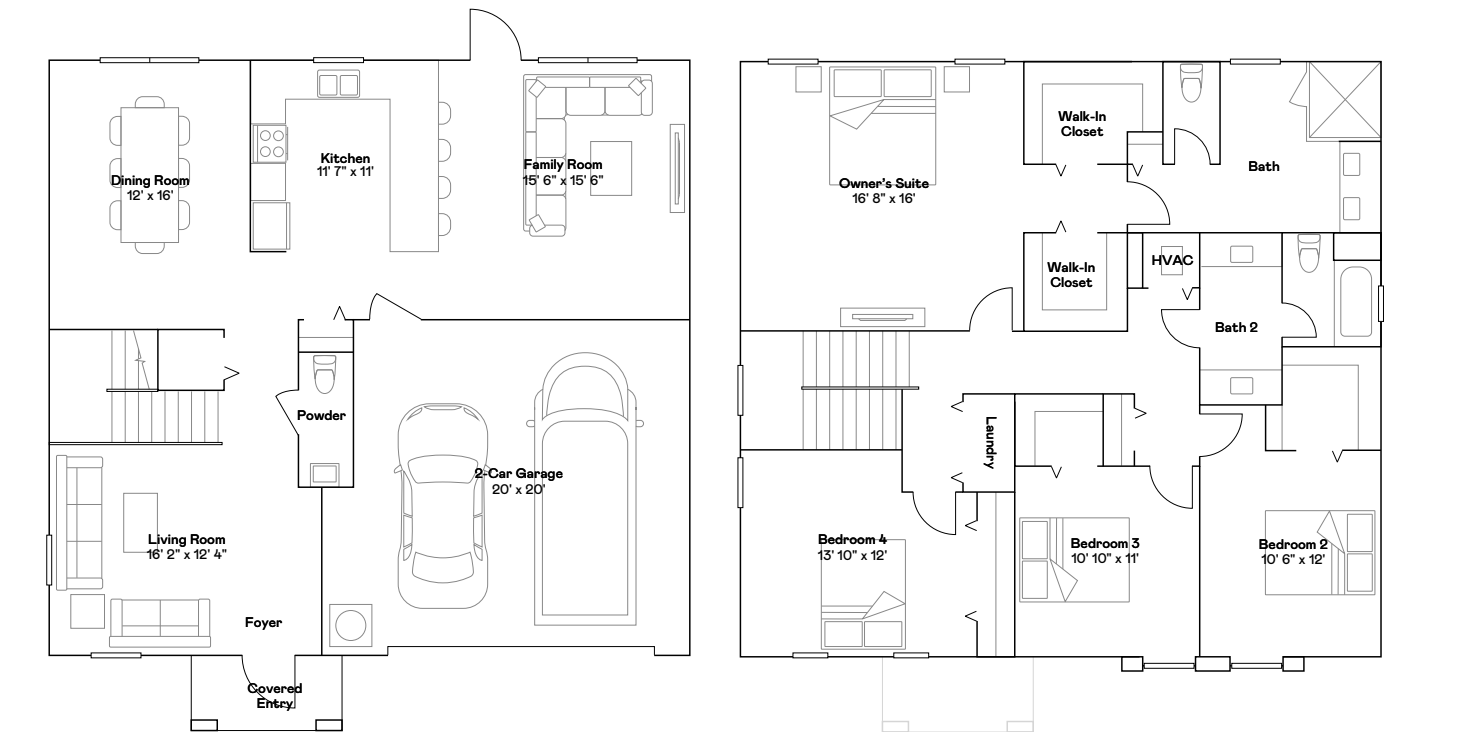 Dining Room
12' x 16'
Kitchen
11' 7" x 11'
Family Room
15' 6" x 15' 6"
Powder
2-Car Garage
20' x 20'
Living Room
16' 2" x 12' 4"
Foyer
Covered
Entry
Owner's Suite
16' 8" x 16'
Walk-In
Closet
Bath
Walk-In
Closet
HVAC
Bath 2
Laundry
Bedroom 4
13' 10" x 12'
Bedroom 3
10' 10" x 11'
Bedroom 2
10' 6" x 12'